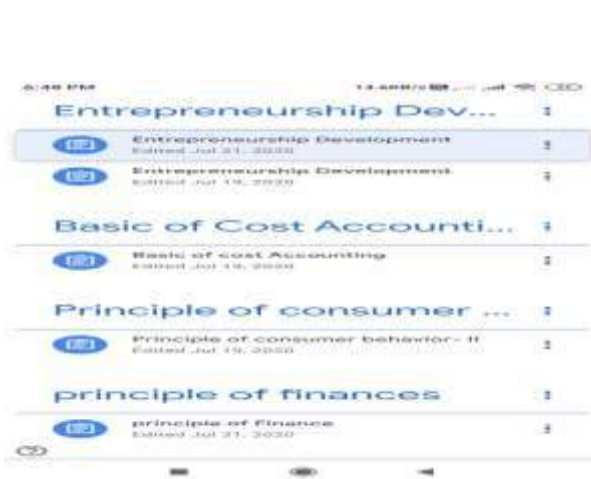 6:48 PM
Entrepreneurship Dev...
Entrepreneurship Development
Edited Jul 21, 2020
Entrepreneurship Development
Edited Jul 19, 2020
Basic of Cost Accounti...
Basic of cost Accounting
Edited Jul 19, 2020
Principle of consumer ...
Principle of consumer behavior- II
Edited Jul 19, 2020
principle of finances
principle of Finance
Edited Jul 21, 2020